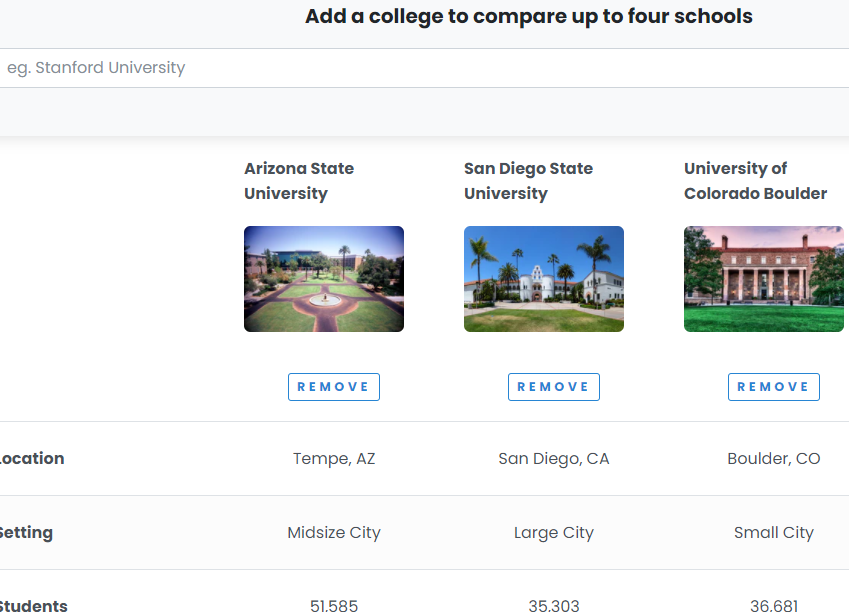 Add a college to compare up to four schools
eg. Stanford University
Arizona State
University
San Diego State
University
University of
Colorado Boulder
REMOVE REMOVE REMOVE
Location Tempe, AZ San Diego, CA Boulder, CO
Setting Midsize City Large City Small City
Students 51,585 35,303 36,681